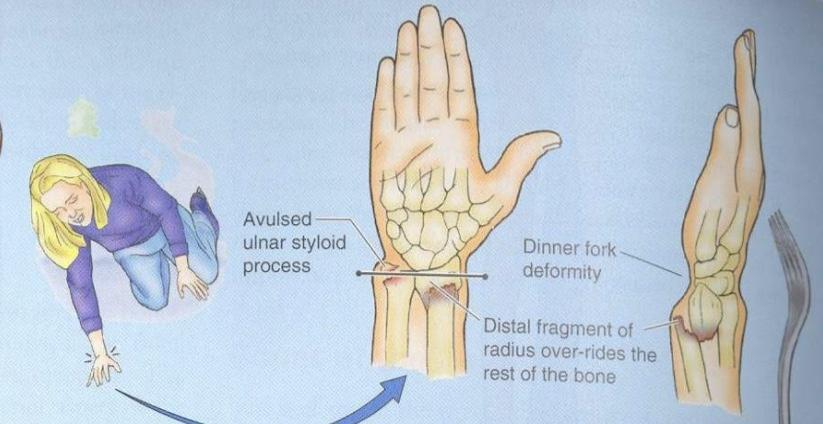 Avulsed
ulnar styloid
process
Dinner fork
deformity
Distal fragment of
radius over-rides the
rest of the bone